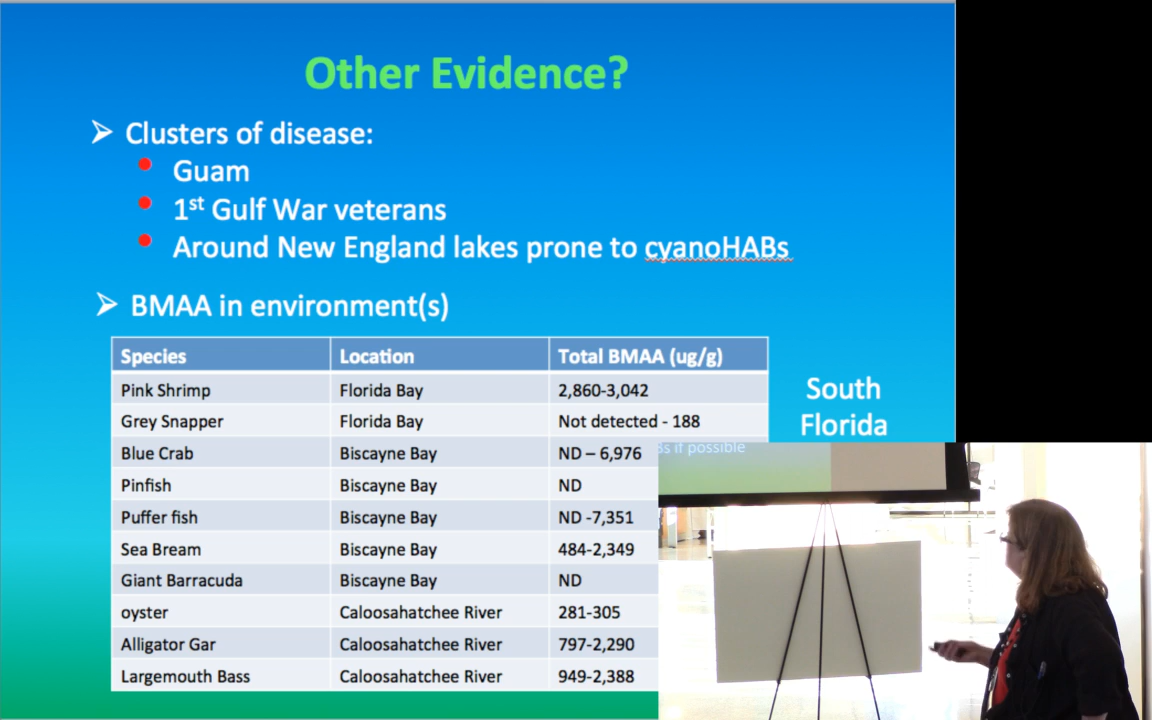 Other Evidence?
➢ Clusters of disease:
• Guam
• 1st Gulf War veterans
• Around New England lakes prone to cyanoHABs
➢ BMAA in environment(s)
Species Location Total BMAA (ug/g)
Pink Shrimp Florida Bay 2,860-3,042
Grey Snapper Florida Bay Not detected - 188
Blue Crab Biscayne Bay ND – 6,976
Pinfish Biscayne Bay ND
Puffer fish Biscayne Bay ND -7,351
Sea Bream Biscayne Bay 484-2,349
Giant Barracuda Biscayne Bay ND
oyster Caloosahatchee River 281-305
Alligator Gar Caloosahatchee River 797-2,290
Largemouth Bass Caloosahatchee River 949-2,388
South
Florida
if possible